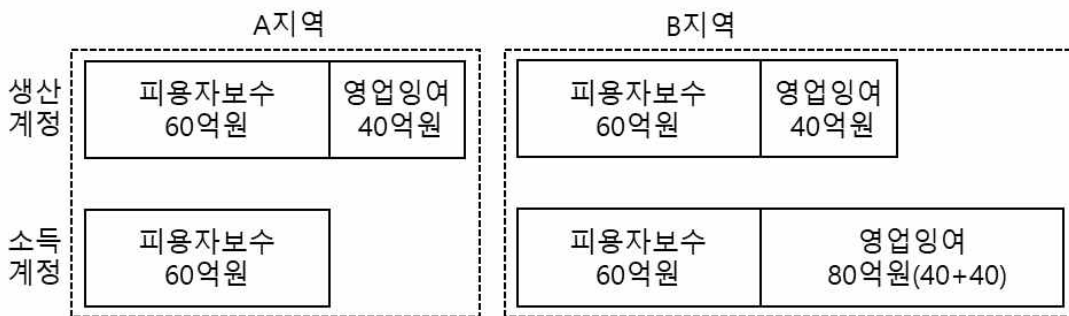 A지역 B지역
생산 계정 피용자보수 60억원 영업잉여 40억원 피용자보수 60억원 영업잉여 40억원
소득 계정 피용자보수 60억원 피용자보수 60억원 영업잉여 80억원(40+40)